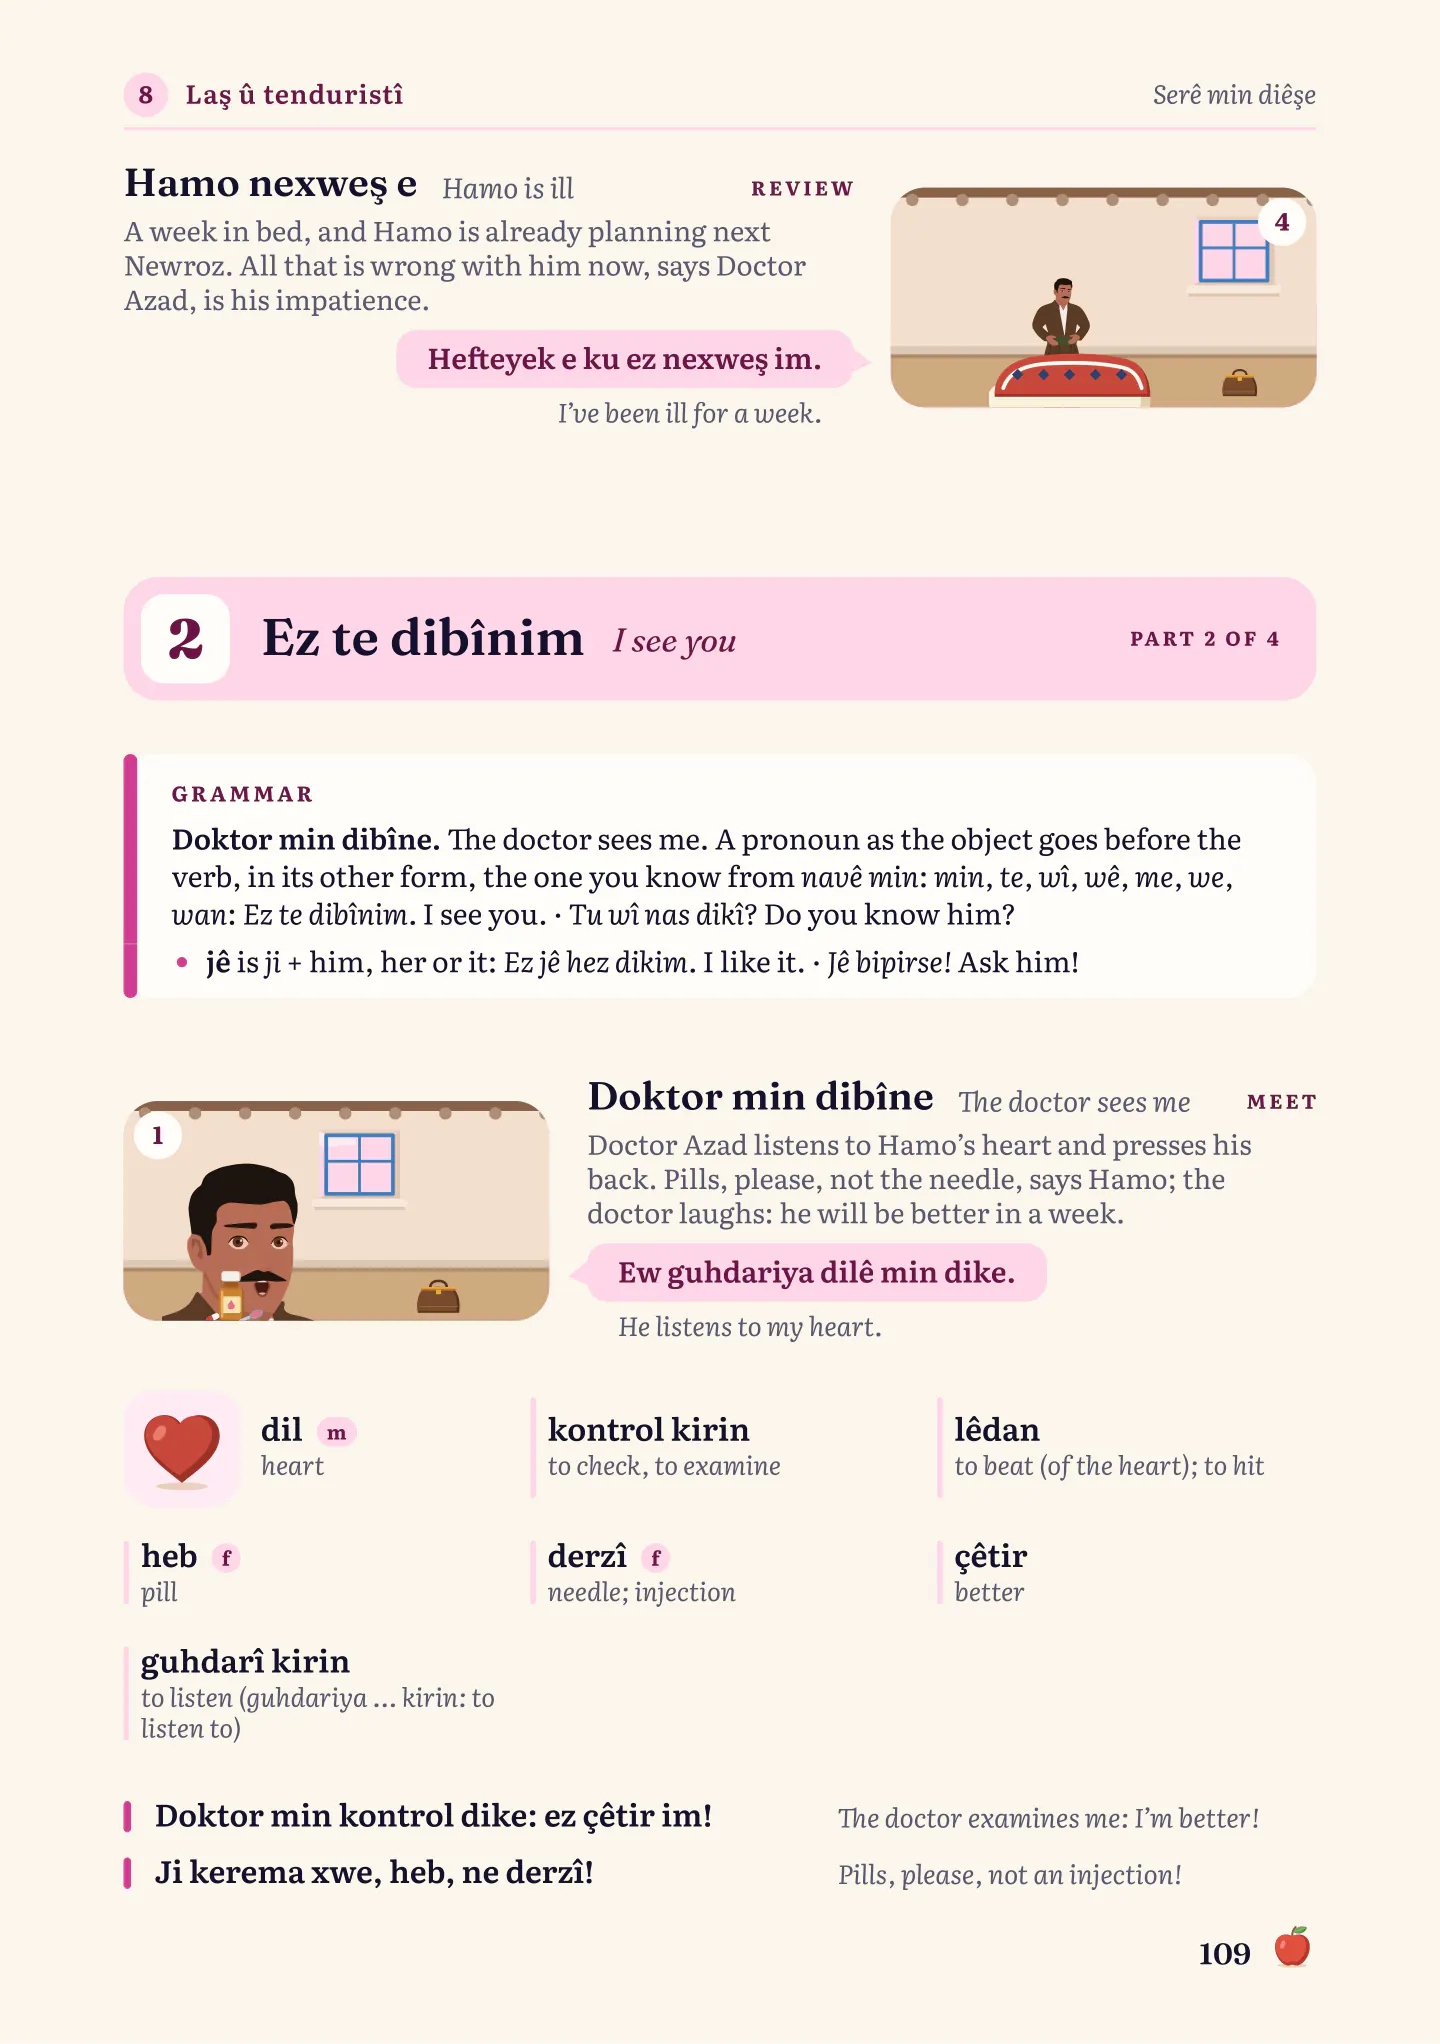 8 Laş û tenduristî
Serê min diêşe
Hamo nexweş e Hamo is ill REVIEW
A week in bed, and Hamo is already planning next
Newroz. All that is wrong with him now, says Doctor
Azad, is his impatience.
Hefteyek e ku ez nexweş im.
I’ve been ill for a week.
4
2 Ez te dibînim I see you PART 2 OF 4
GRAMMAR
Doktor min dibîne. The doctor sees me. A pronoun as the object goes before the
verb, in its other form, the one you know from navê min: min, te, wî, wê, me, we,
wan: Ez te dibînim. I see you. · Tu wî nas dikî? Do you know him?
• jê is ji + him, her or it: Ez jê hez dikim. I like it. · Jê bipirse! Ask him!
1
Doktor min dibîne The doctor sees me MEET
Doctor Azad listens to Hamo’s heart and presses his
back. Pills, please, not the needle, says Hamo; the
doctor laughs: he will be better in a week.
Ew guhdariya dilê min dike.
He listens to my heart.
dil m
heart
kontrol kirin
to check, to examine
lêdan
to beat (of the heart); to hit
heb f
pill
derzî f
needle; injection
çêtir
better
guhdarî kirin
to listen (guhdariya … kirin: to
listen to)
Doktor min kontrol dike: ez çêtir im! The doctor examines me: I’m better!
Ji kerema xwe, heb, ne derzî! Pills, please, not an injection!
109